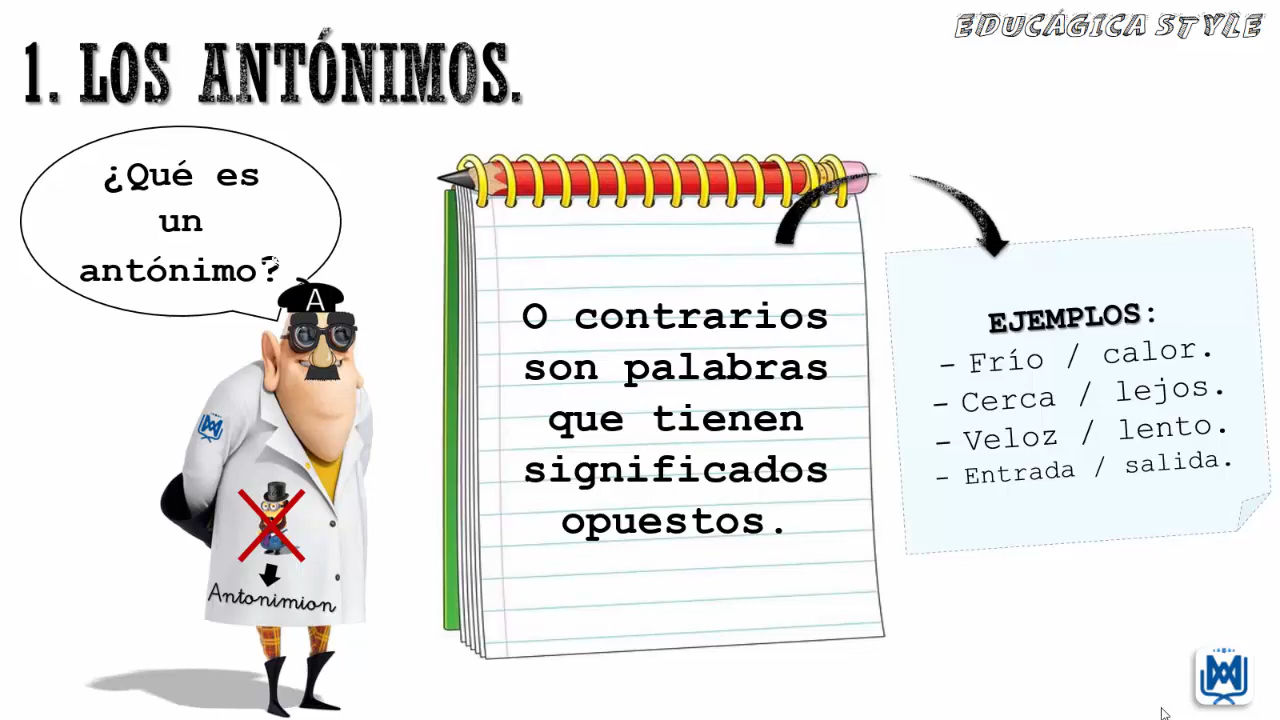 EDUCÁGICA STYLE
1. LOS ANTÓNIMOS.
¿Qué es
un
antónimo?
A
Antonimion
O contrarios
son palabras
que tienen
significados
opuestos.
EJEMPLOS:
- Frío / calor.
- Cerca / lejos.
- Veloz / lento.
- Entrada / salida.